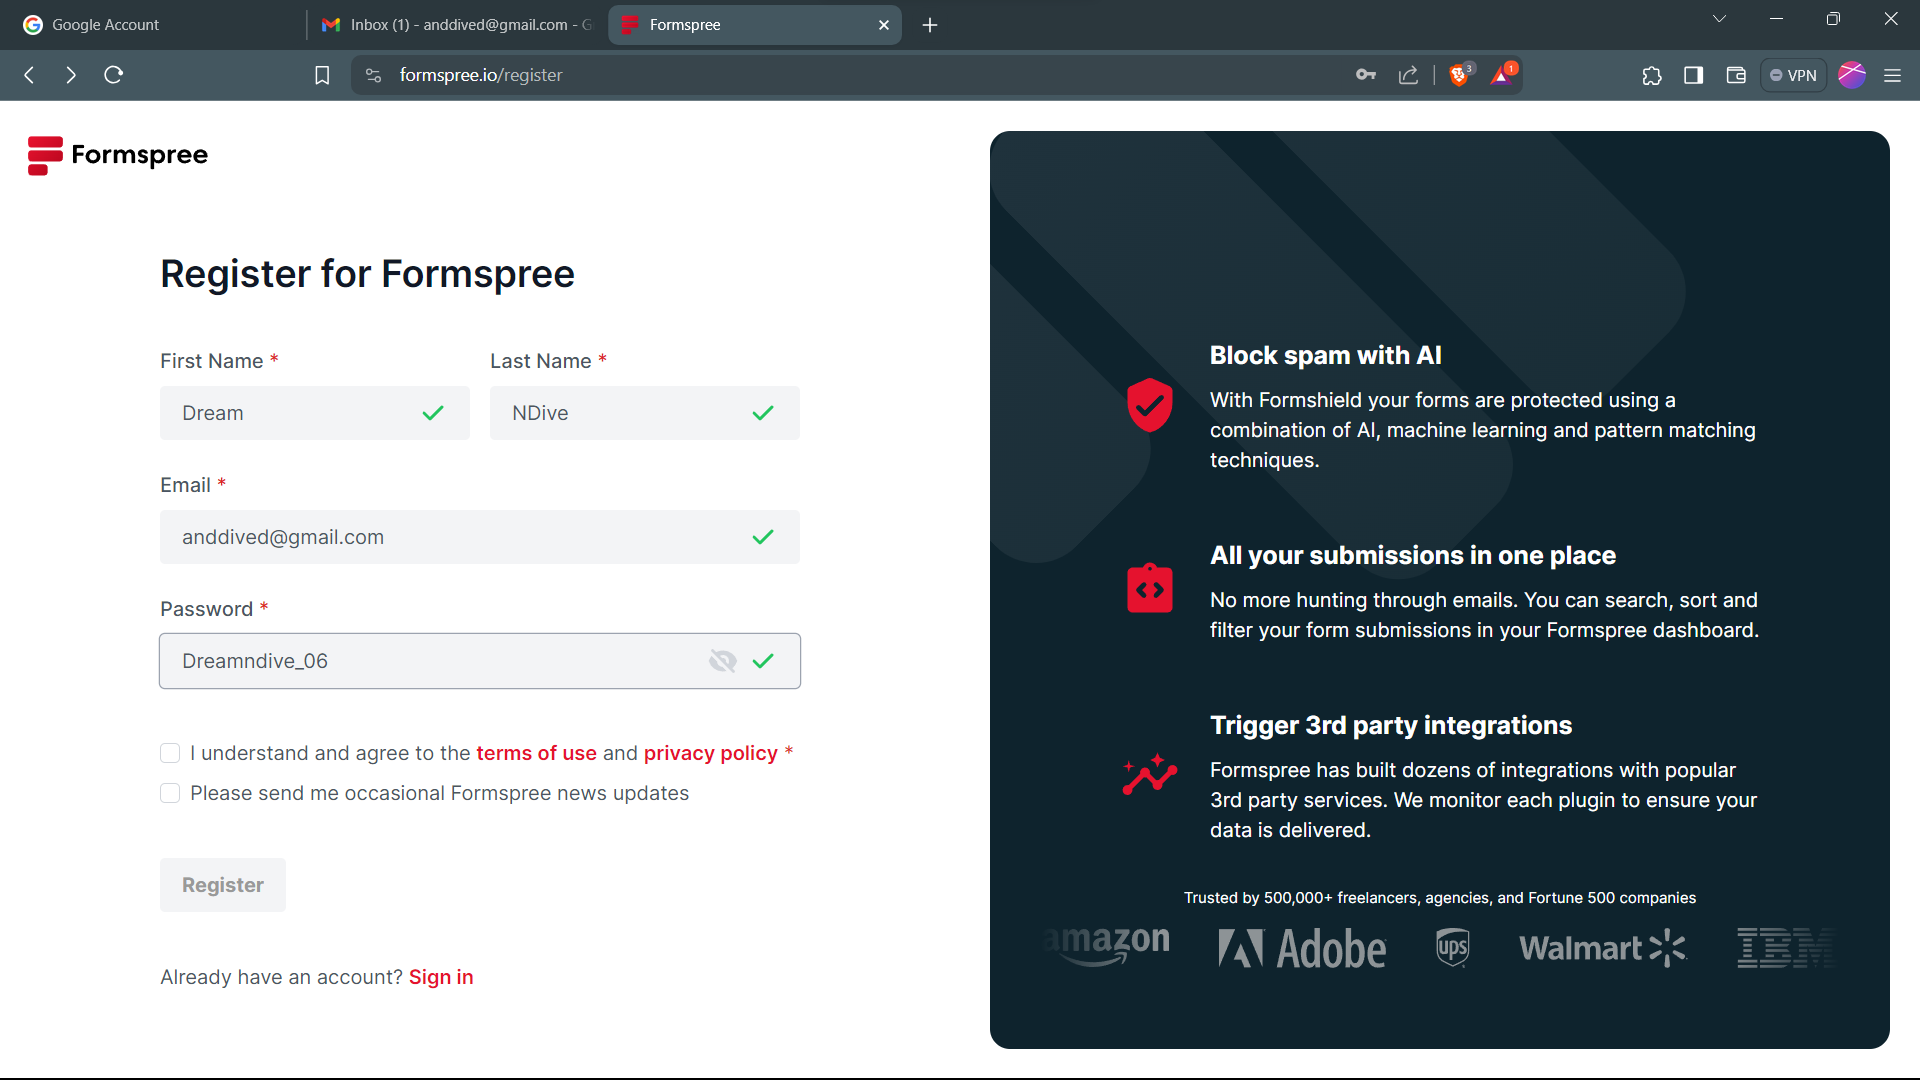 Google Account
Inbox (1) - anddived@gmail.com - G
Formspree
formspree.io/register
3
1
VPN
Formspree
Register for Formspree
First Name *
Last Name *
Dream
NDive
Email *
anddived@gmail.com
Password *
Dreamndive_06
I understand and agree to the terms of use and privacy policy *
Please send me occasional Formspree news updates
Register
Already have an account? Sign in
Block spam with AI
With Formshield your forms are protected using a
combination of AI, machine learning and pattern matching
techniques.
All your submissions in one place
No more hunting through emails. You can search, sort and
filter your form submissions in your Formspree dashboard.
Trigger 3rd party integrations
Formspree has built dozens of integrations with popular
3rd party services. We monitor each plugin to ensure your
data is delivered.
Trusted by 500,000+ freelancers, agencies, and Fortune 500 companies
amazon
Adobe
ups
Walmart
IBM